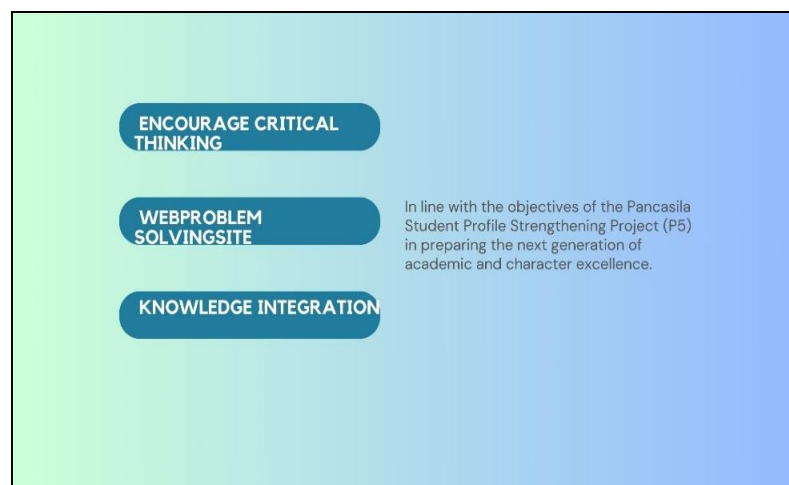 ENCOURAGE CRITICAL
THINKING
WEBPROBLEM
SOLVINGSITE
KNOWLEDGE INTEGRATION
In line with the objectives of the Pancasila
Student Profile Strengthening Project (P5)
in preparing the next generation of
academic and character excellence.